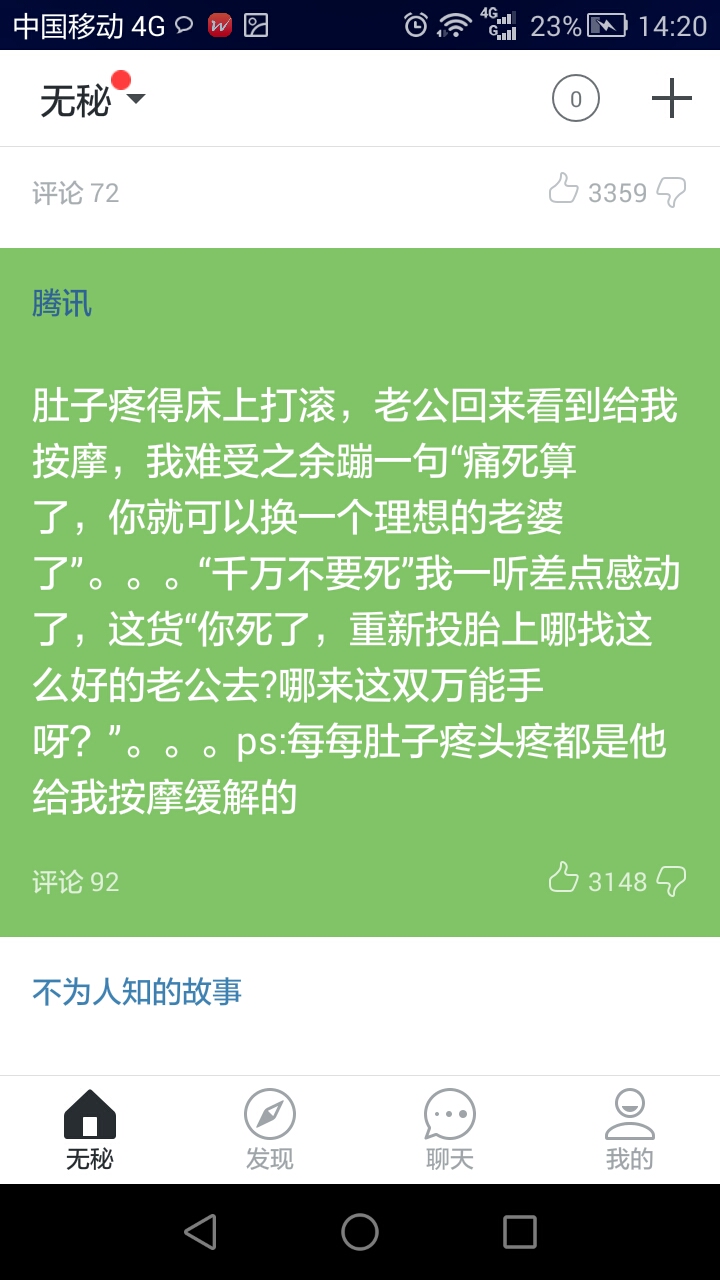 中国移动 4G 4G G 23% 14:20
无秘 0
评论 72 3359
腾讯
肚子疼得床上打滚，老公回来看到给我
按摩，我难受之余蹦一句“痛死算
了，你就可以换一个理想的老婆
了”。。。“千万不要死”我一听差点感动
了，这货“你死了，重新投胎上哪找这
么好的老公去?哪来这双万能手
呀？”。。。ps:每每肚子疼头疼都是他
给我按摩缓解的
评论 92 3148
不为人知的故事
无秘 发现 聊天 我的